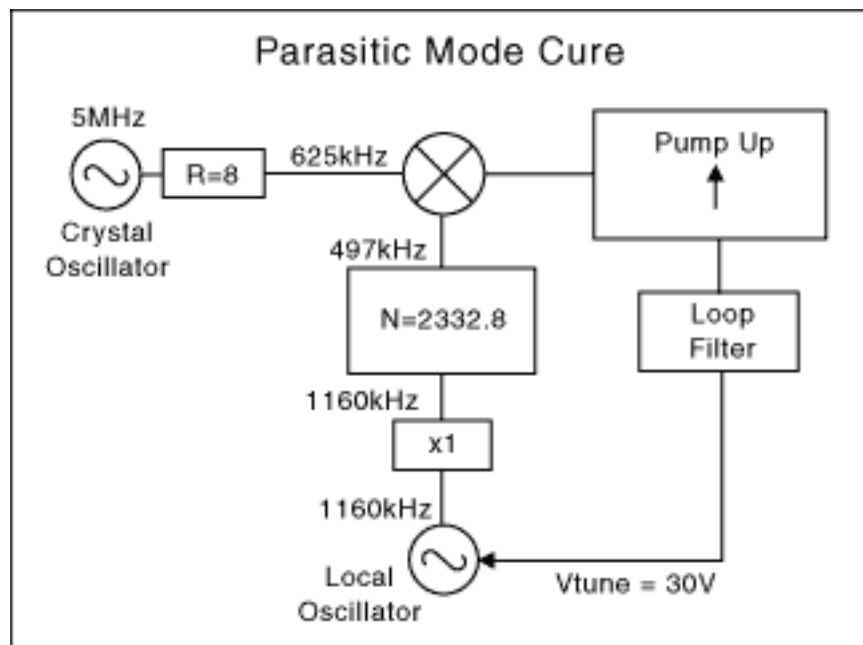 Parasitic Mode Cure
5MHz
R=8
625kHz
Crystal
Oscillator
Pump Up
497kHz
N=2332.8
Loop
Filter
1160kHz
x1
1160kHz
Local
Oscillator
Vtune = 30V